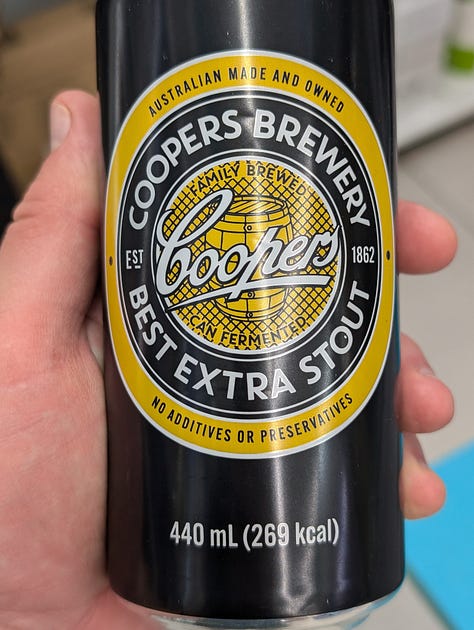 AUSTRALIAN MADE AND OWNED
COOPERS BREWERY
FAMILY BREWED
EST
Coopers
1862
CAN FERMENTED
BEST EXTRA STOUT
NO ADDITIVES OR PRESERVATIVES
440 mL (269 kcal)